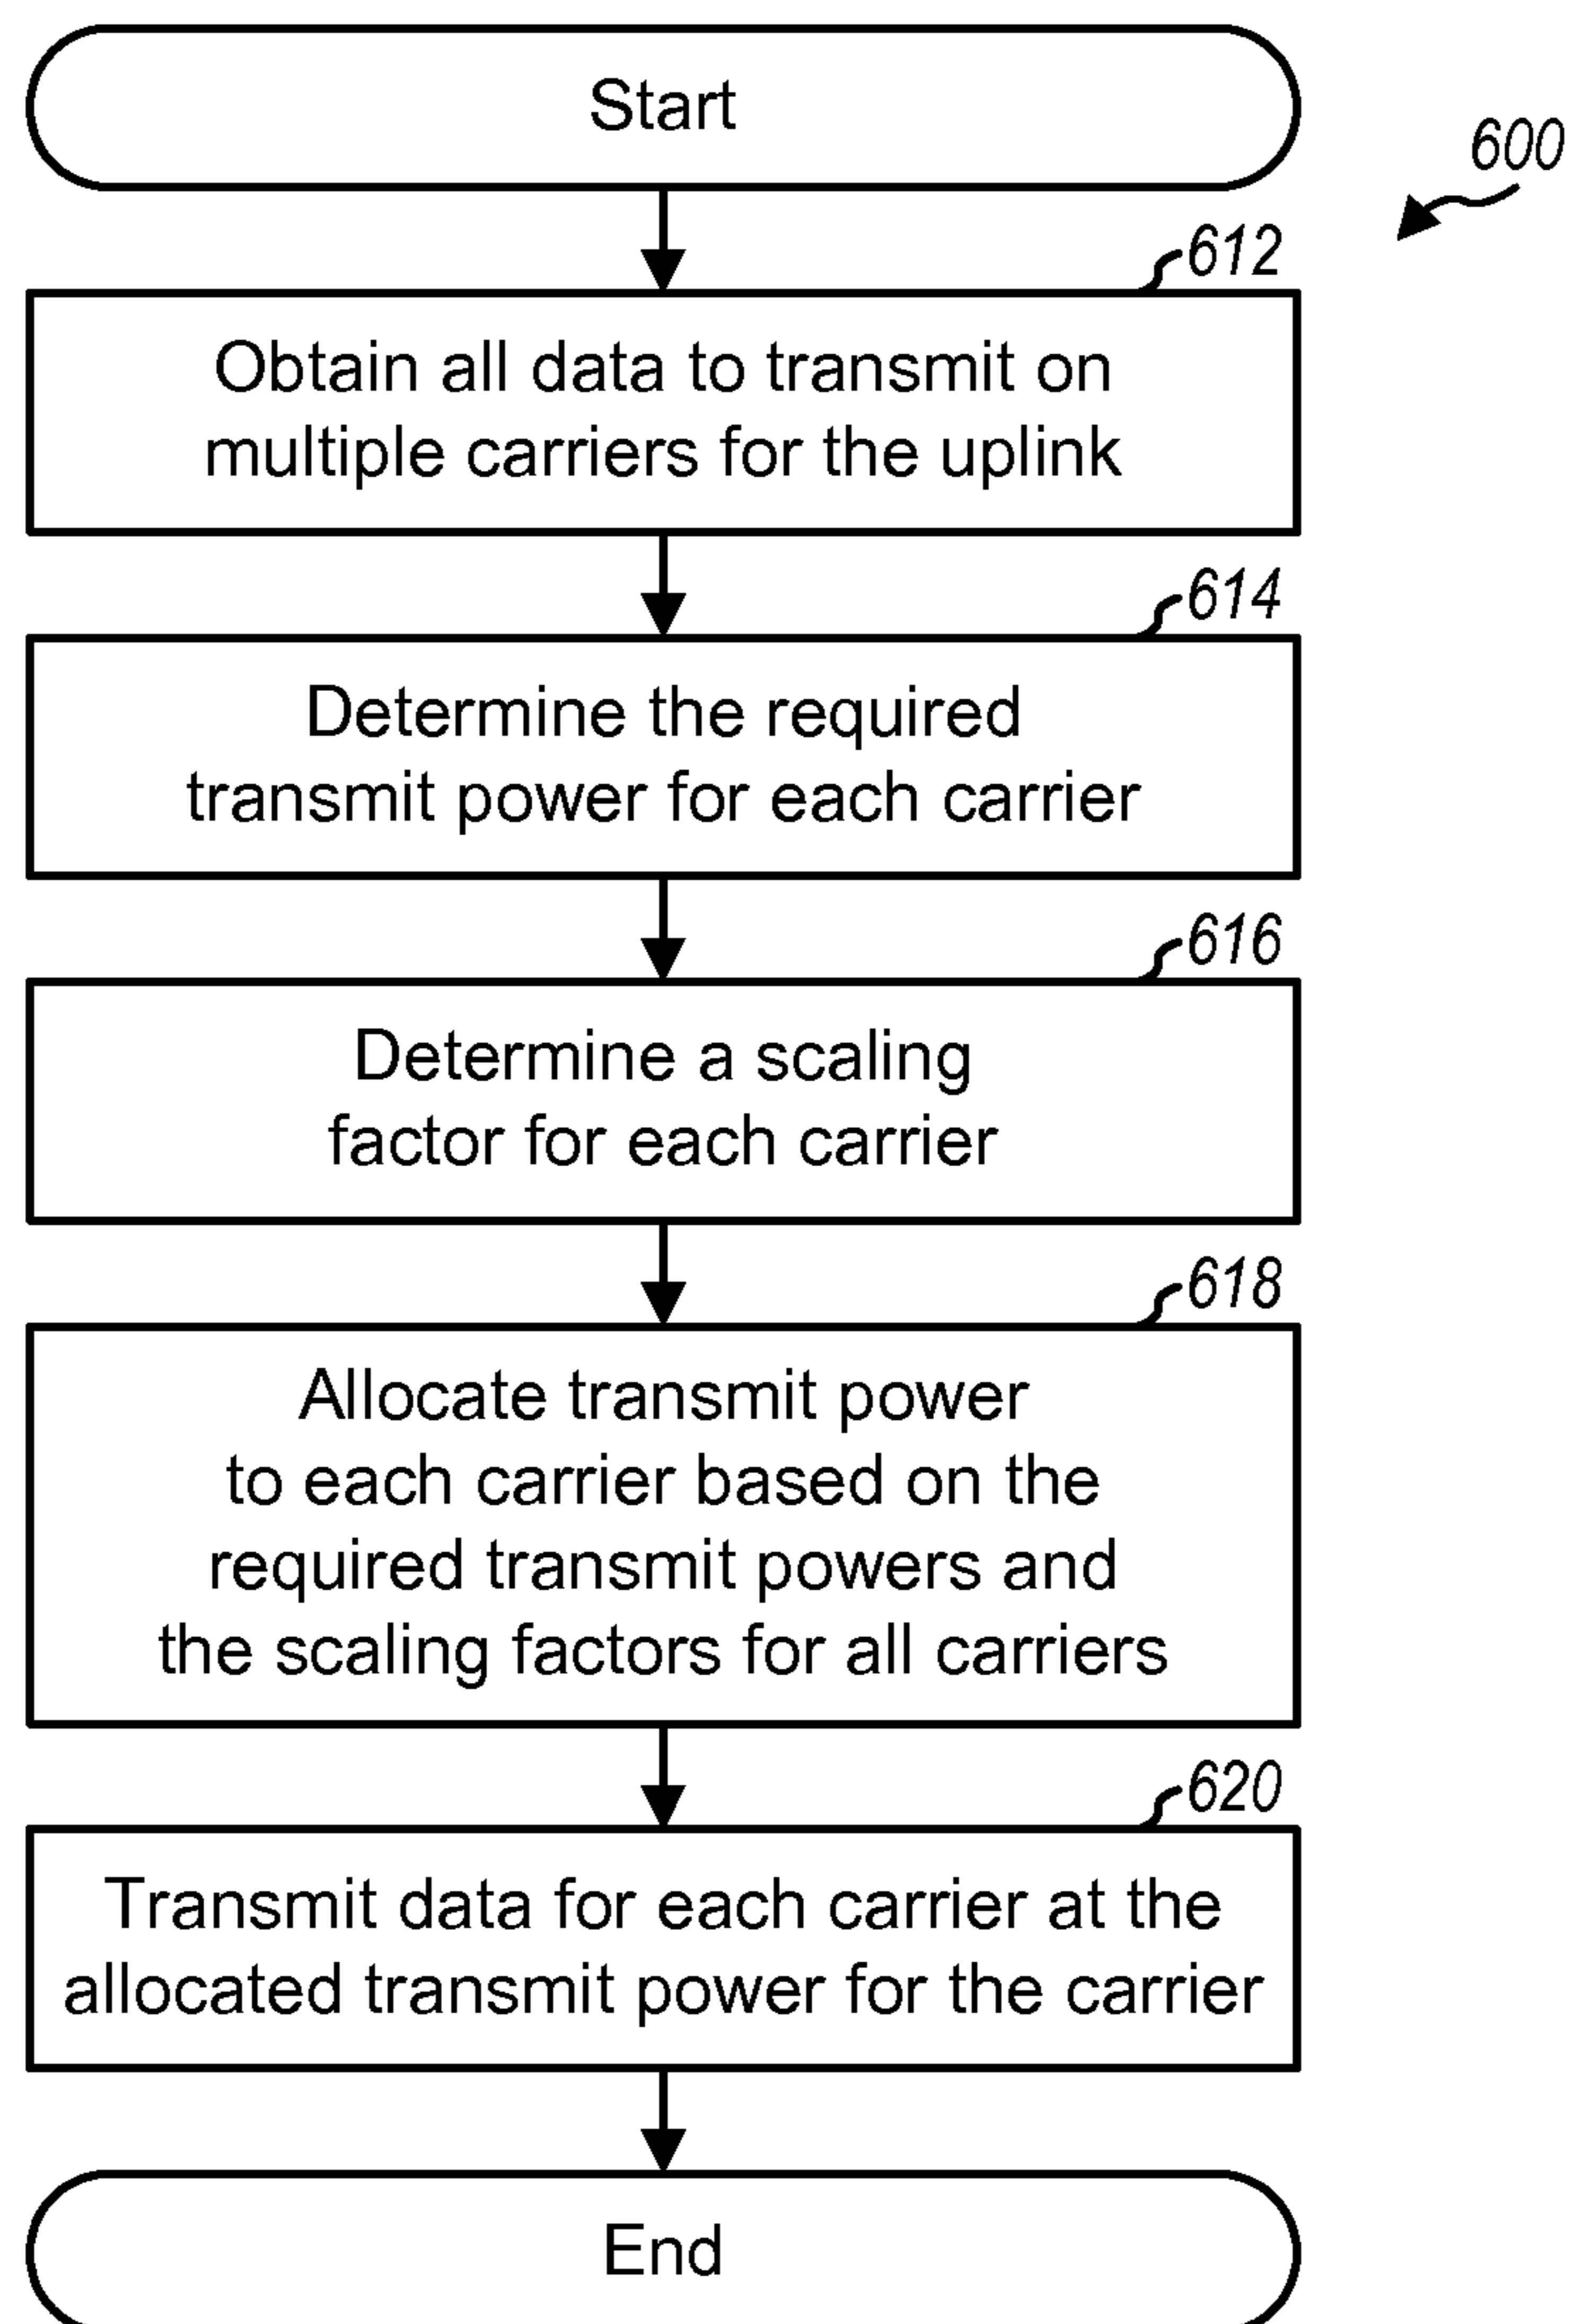 Start
600
612
Obtain all data to transmit on
multiple carriers for the uplink
614
Determine the required
transmit power for each carrier
616
Determine a scaling
factor for each carrier
618
Allocate transmit power
to each carrier based on the
required transmit powers and
the scaling factors for all carriers
620
Transmit data for each carrier at the
allocated transmit power for the carrier
End